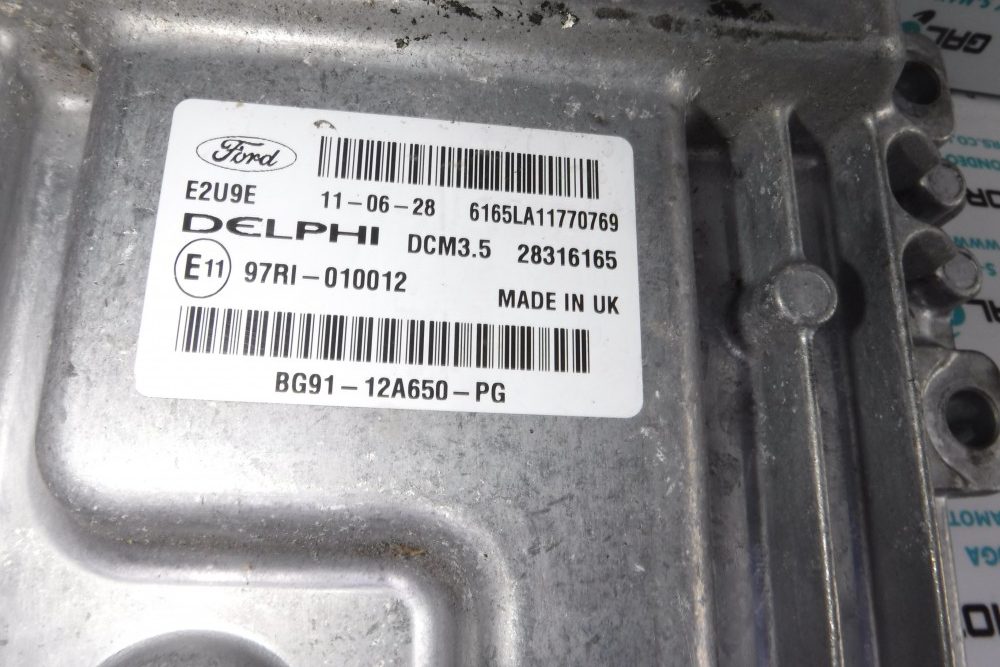 Ford
E2U9E 11-06-28 6165LA11770769
DELPHI DCM3.5 28316165
E11 97RI-010012
MADE IN UK
BG91-12A650-PG
GAL